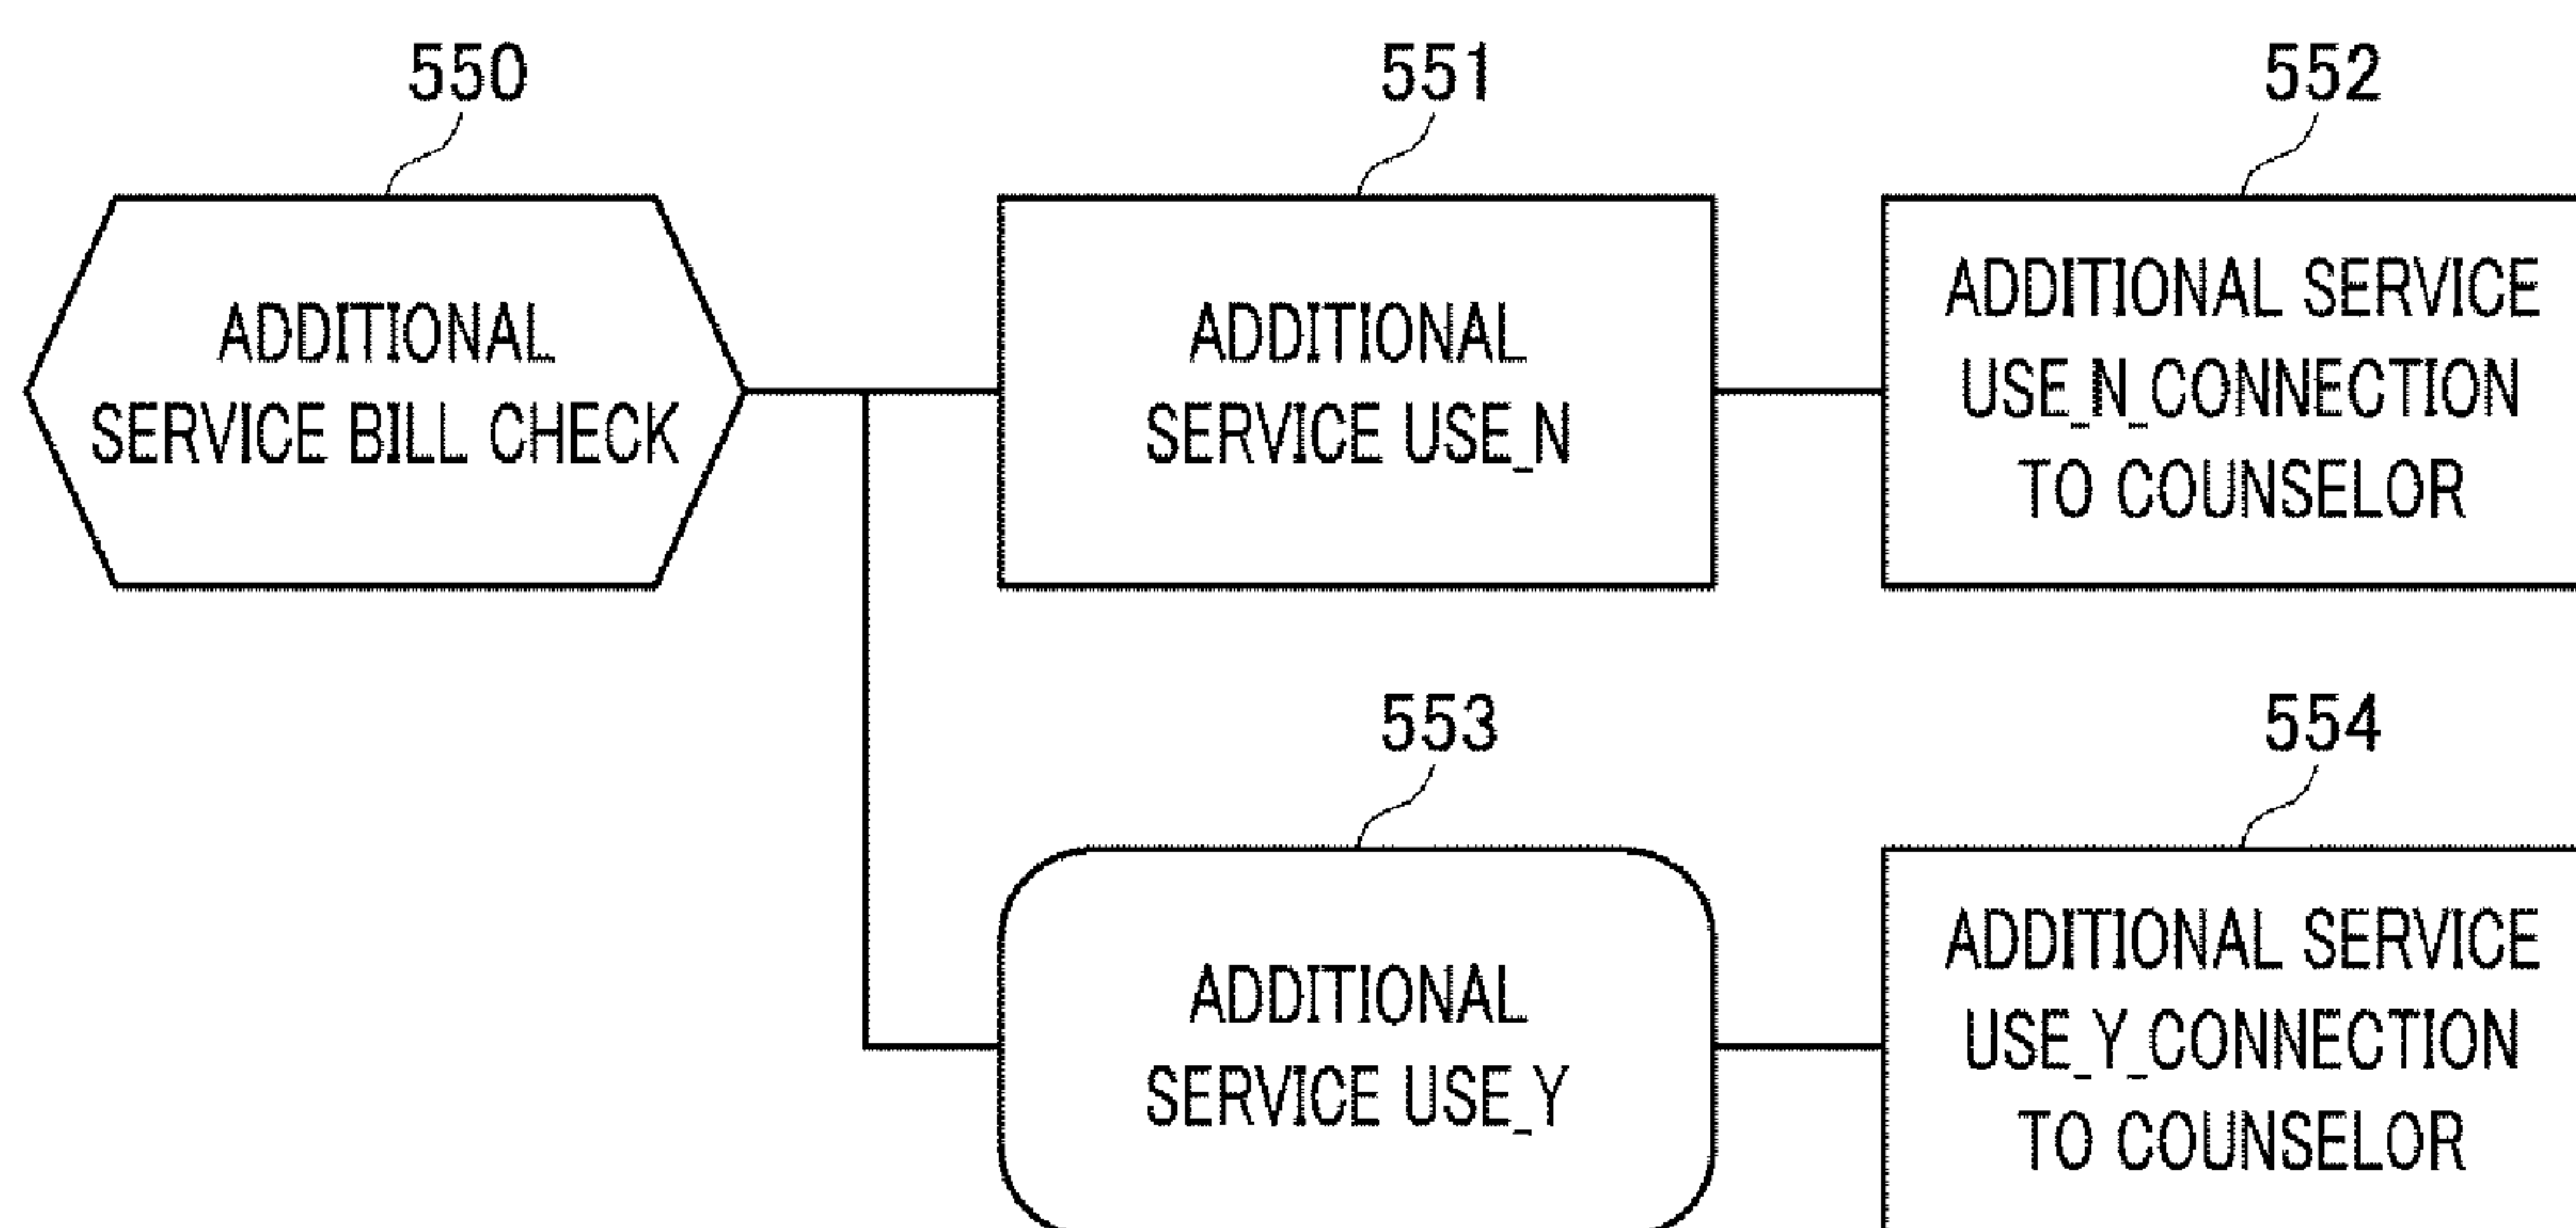 550
ADDITIONAL
SERVICE BILL CHECK
551
ADDITIONAL
SERVICE USE_N
552
ADDITIONAL SERVICE
USE_N_CONNECTION
TO COUNSELOR
553
ADDITIONAL
SERVICE USE_Y
554
ADDITIONAL SERVICE
USE_Y_CONNECTION
TO COUNSELOR